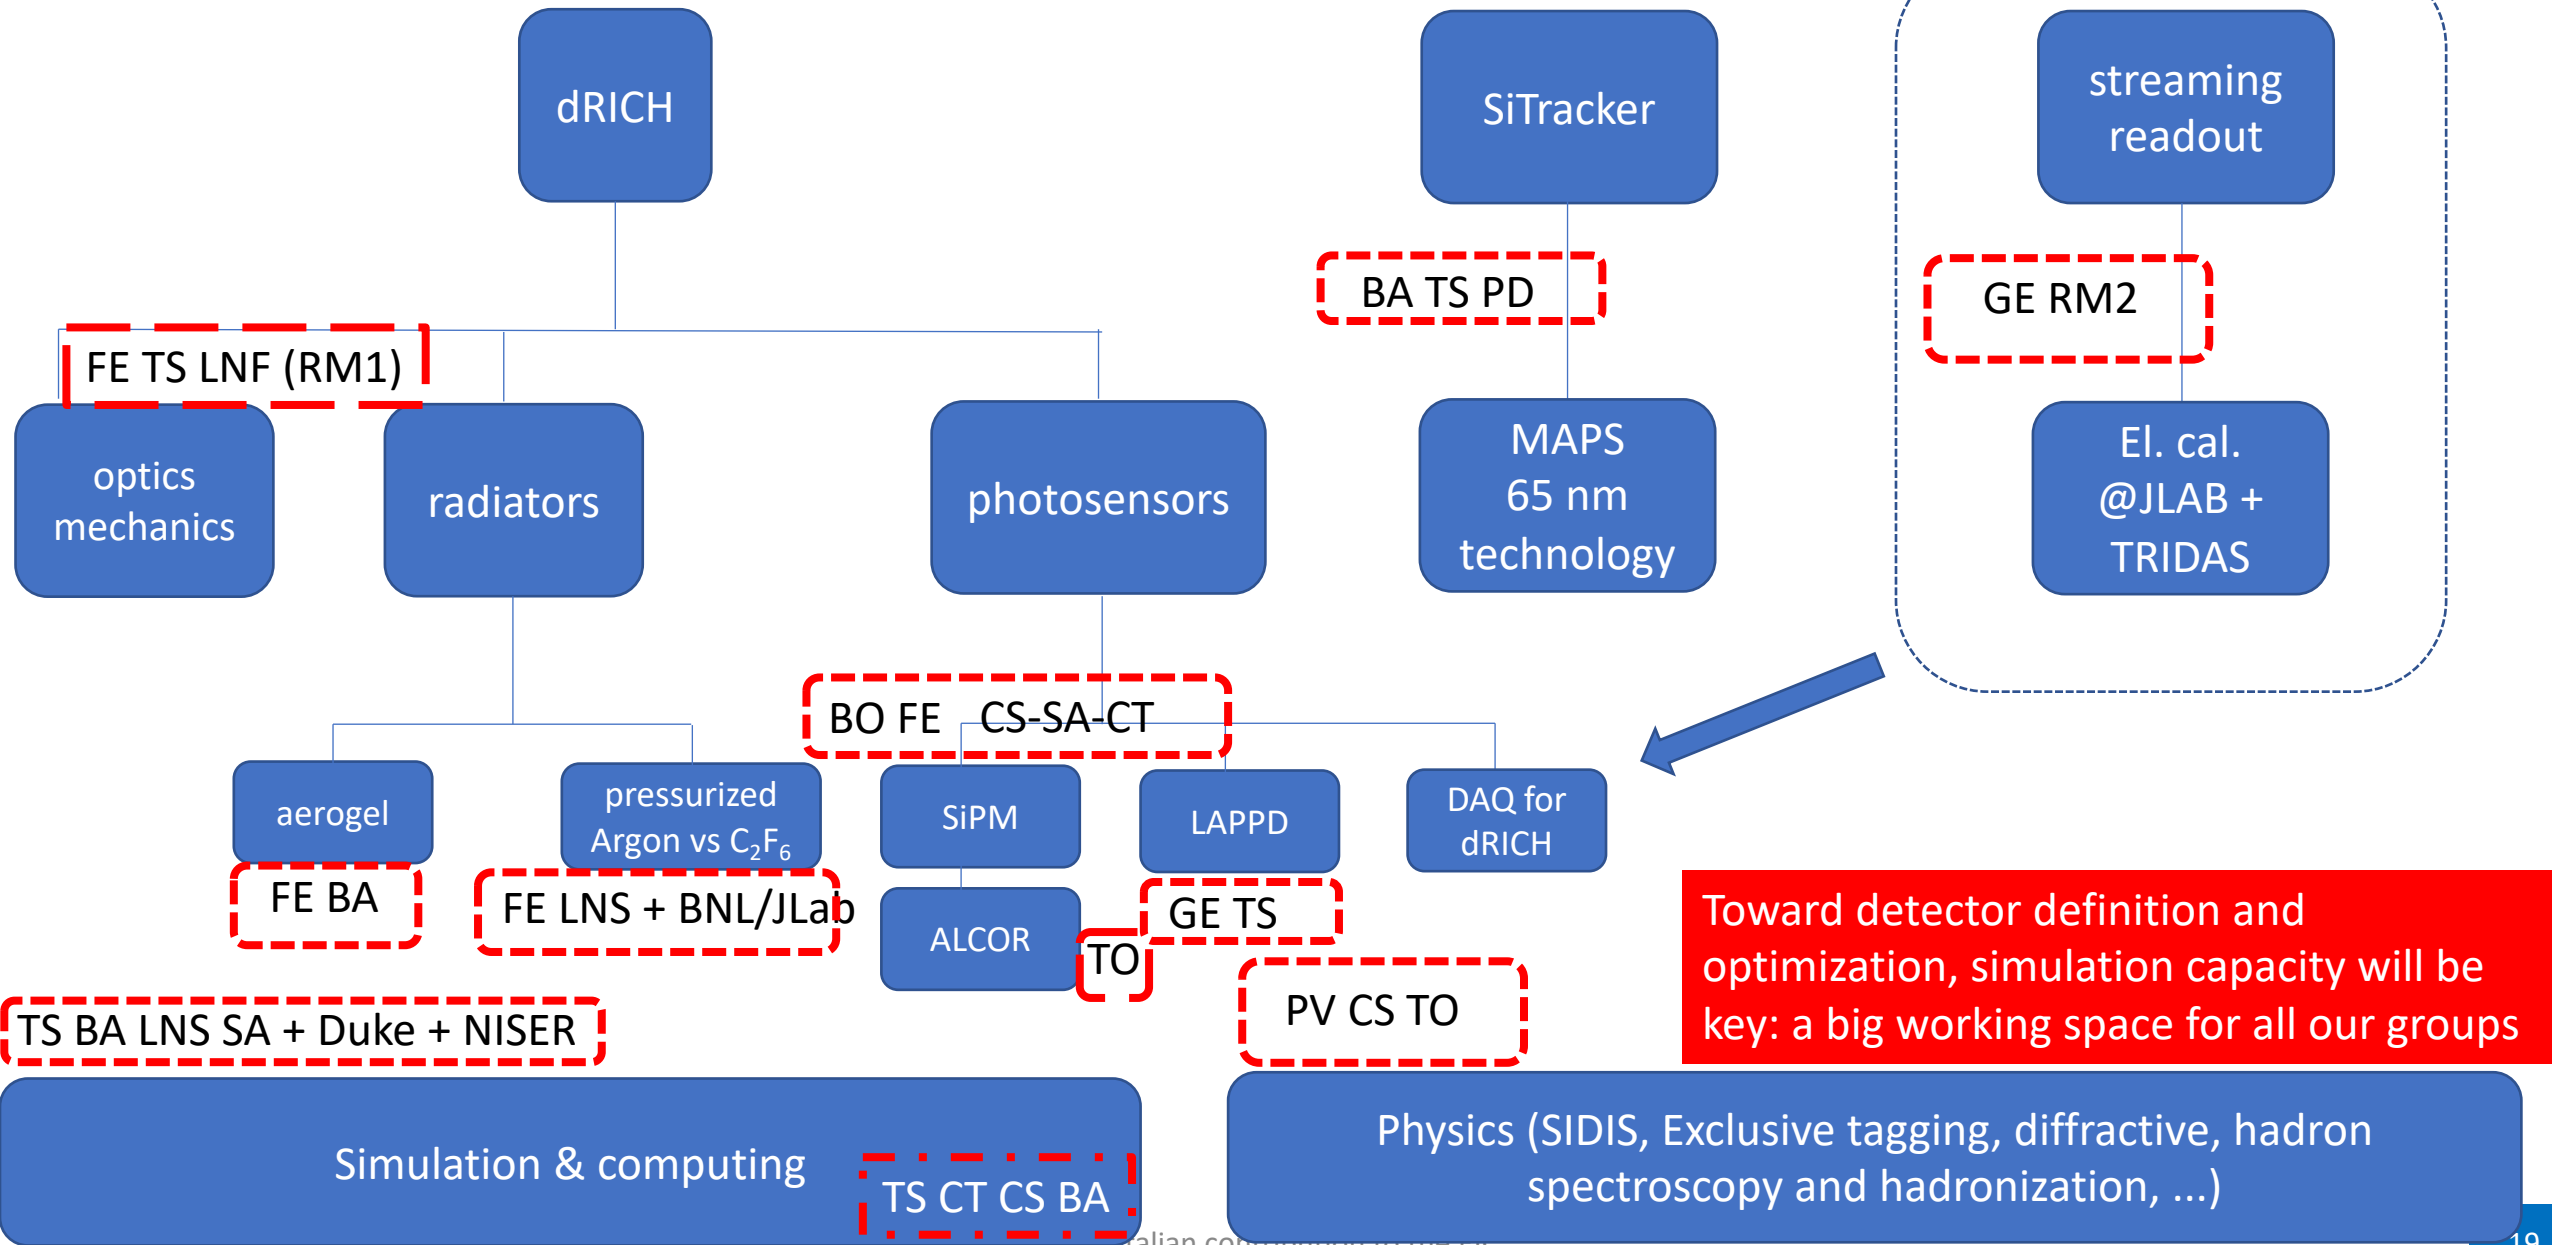 dRICH
SiTracker
streaming
readout
BA TS PD
GE RM2
FE TS LNF (RM1)
optics
mechanics
radiators
photosensors
MAPS
65 nm
technology
El. cal.
@JLAB +
TRIDAS
BO FE CS-SA-CT
aerogel
pressurized
Argon vs C₂F₆
SiPM
LAPPD
DAQ for
dRICH
FE BA
FE LNS + BNL/JLab
ALCOR
TO
GE TS
PV CS TO
Toward detector definition and
optimization, simulation capacity will be
key: a big working space for all our groups
TS BA LNS SA + Duke + NISER
Simulation & computing
TS CT CS BA
Physics (SIDIS, Exclusive tagging, diffractive, hadron
spectroscopy and hadronization, ...)
19